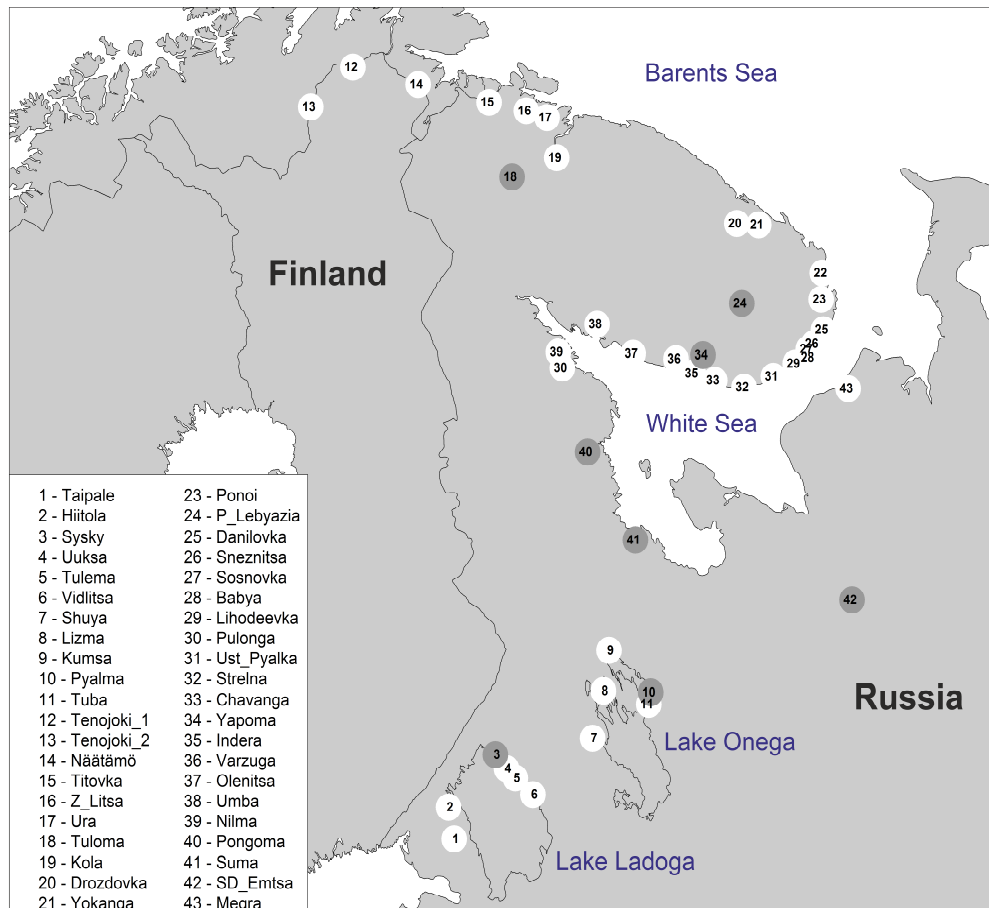 12
14
Barents Sea
13
15
16
17
19
18
20
21
Finland
22
24
23
38
25
26
27
39
37
36
34
28
30
29
35
33
31
32
43
White Sea
40
41
42
9
8
10
11
Russia
7
Lake Onega
3
4
5
6
2
1
Lake Ladoga
1 - Taipale
2 - Hiitola
3 - Sysky
4 - Uuksa
5 - Tulema
6 - Vidlitsa
7 - Shuya
8 - Lizma
9 - Kumsa
10 - Pyalma
11 - Tuba
12 - Tenojoki_1
13 - Tenojoki_2
14 - Näätämö
15 - Titovka
16 - Z_Litsa
17 - Ura
18 - Tuloma
19 - Kola
20 - Drozdovka
21 - Yokanga
23 - Ponoi
24 - P_Lebyazia
25 - Danilovka
26 - Sneznitsa
27 - Sosnovka
28 - Babya
29 - Lihodeevka
30 - Pulonga
31 - Ust_Pyalka
32 - Strelna
33 - Chavanga
34 - Yapoma
35 - Indera
36 - Varzuga
37 - Olenitsa
38 - Umba
39 - Nilma
40 - Pongoma
41 - Suma
42 - SD_Emtsa
43 - Megra